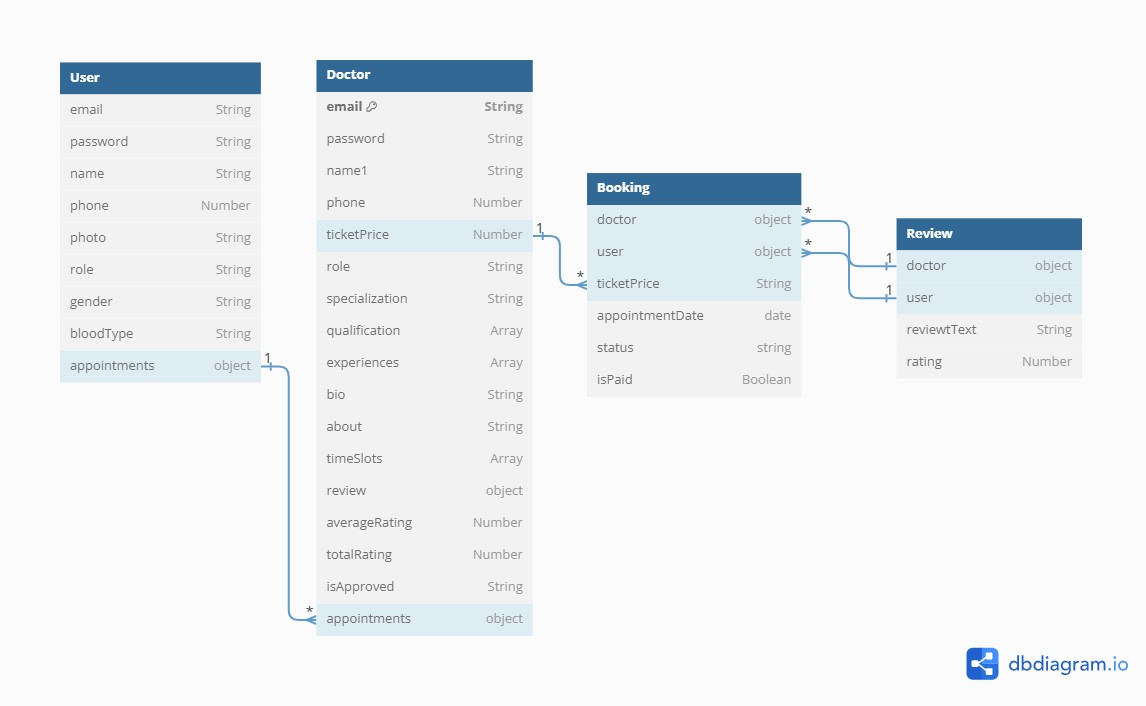 User
email String
password String
name String
phone Number
photo String
role String
gender String
bloodType String
appointments object
1
Doctor
email String
password String
name1 String
phone Number
ticketPrice Number
1
role String
specialization String
qualification Array
experiences Array
bio String
about String
timeSlots Array
review object
averageRating Number
totalRating Number
isApproved String
*
appointments object
Booking
doctor object
*
user object
*
*
ticketPrice String
appointmentDate date
status string
isPaid Boolean
Review
1
doctor object
1
user object
reviewtText String
rating Number
dbdiagram.io